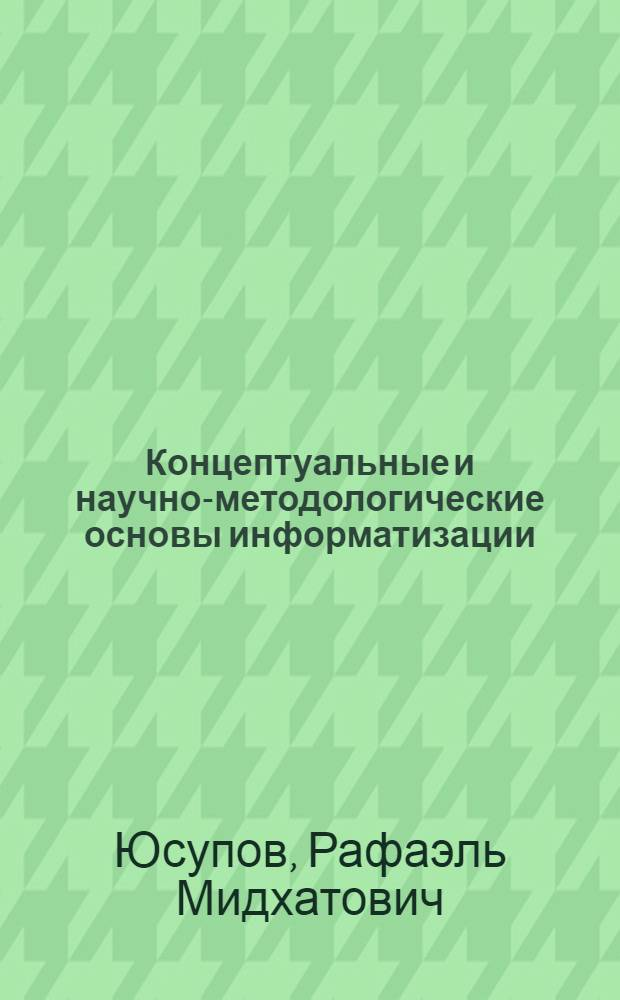 Концептуальные и
научно-методологические
основы информатизации
Юсупов, Рафаэль
Мидхатович